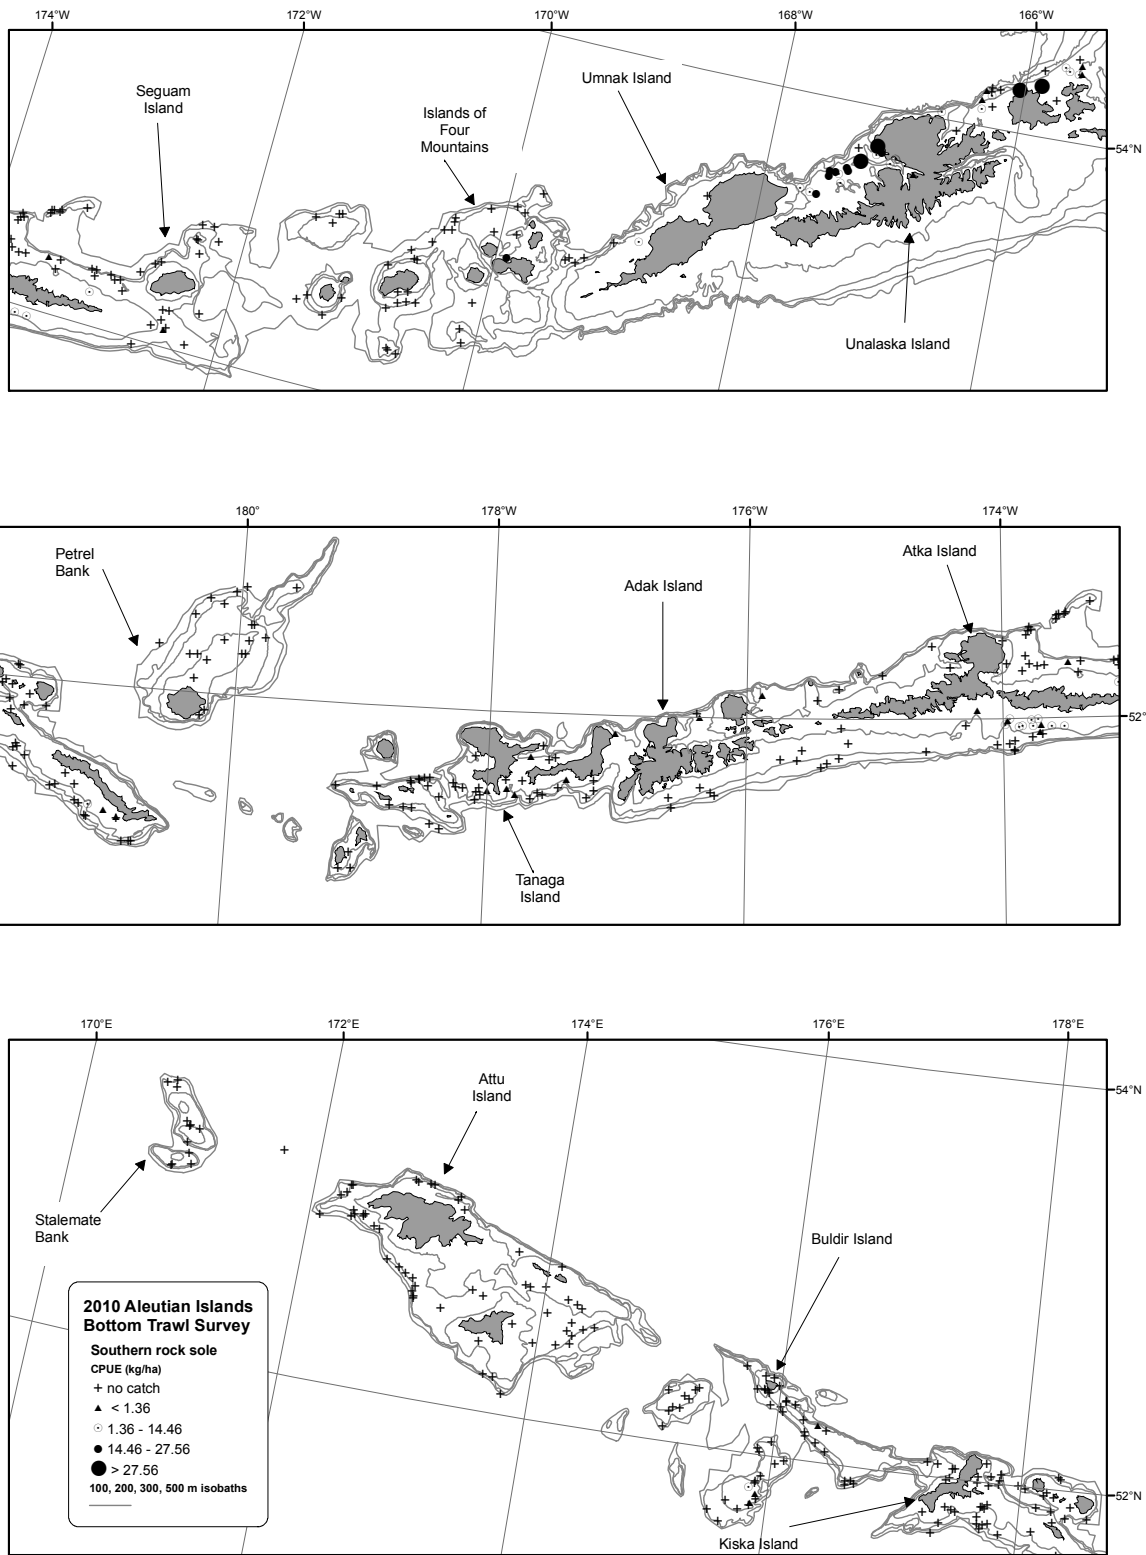 174°W
172°W
170°W
168°W
166°W
Seguam
Island
Islands of
Four
Mountains
Umnak Island
54°N
Unalaska Island
180°
178°W
176°W
174°W
Petrel
Bank
Adak Island
Atka Island
52°
Tanaga
Island
170°E
172°E
174°E
176°E
178°E
54°N
Attu
Island
Stalemate
Bank
Buldir Island
2010 Aleutian Islands
Bottom Trawl Survey
Southern rock sole
CPUE (kg/ha)
+ no catch
< 1.36
1.36 - 14.46
14.46 - 27.56
> 27.56
100, 200, 300, 500 m isobaths
52°N
Kiska Island